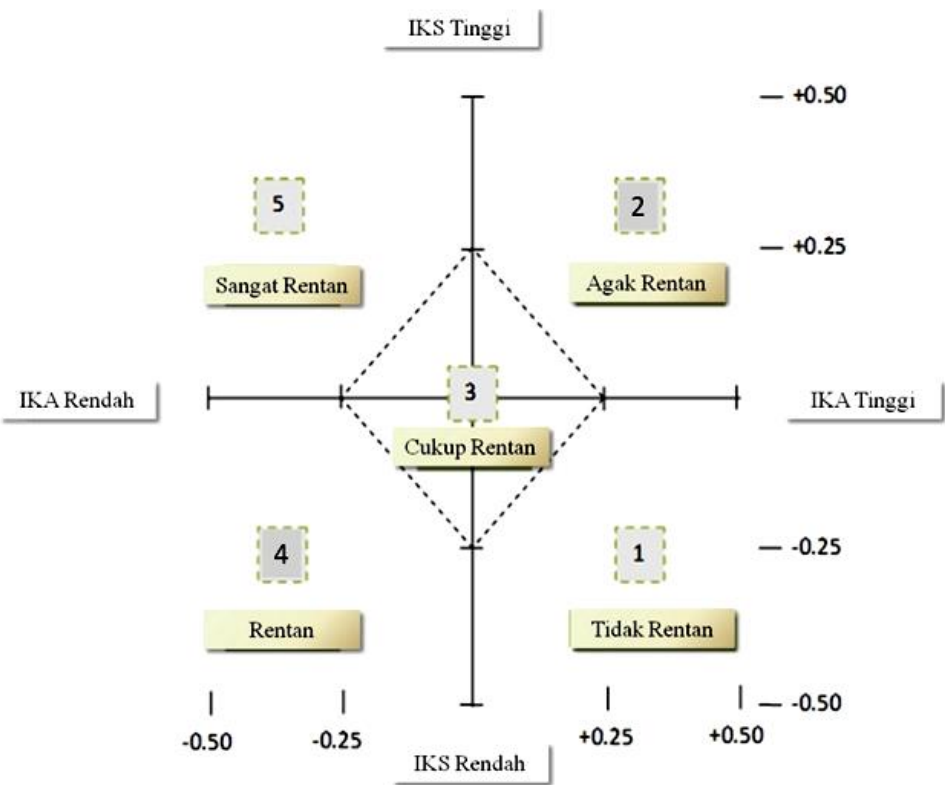 IKS Tinggi
+0.50
5
2
+0.25
Sangat Rentan
Agak Rentan
IKA Rendah
3
IKA Tinggi
Cukup Rentan
4
1
-0.25
Rentan
Tidak Rentan
-0.50
-0.50
-0.25
+0.25
+0.50
IKS Rendah